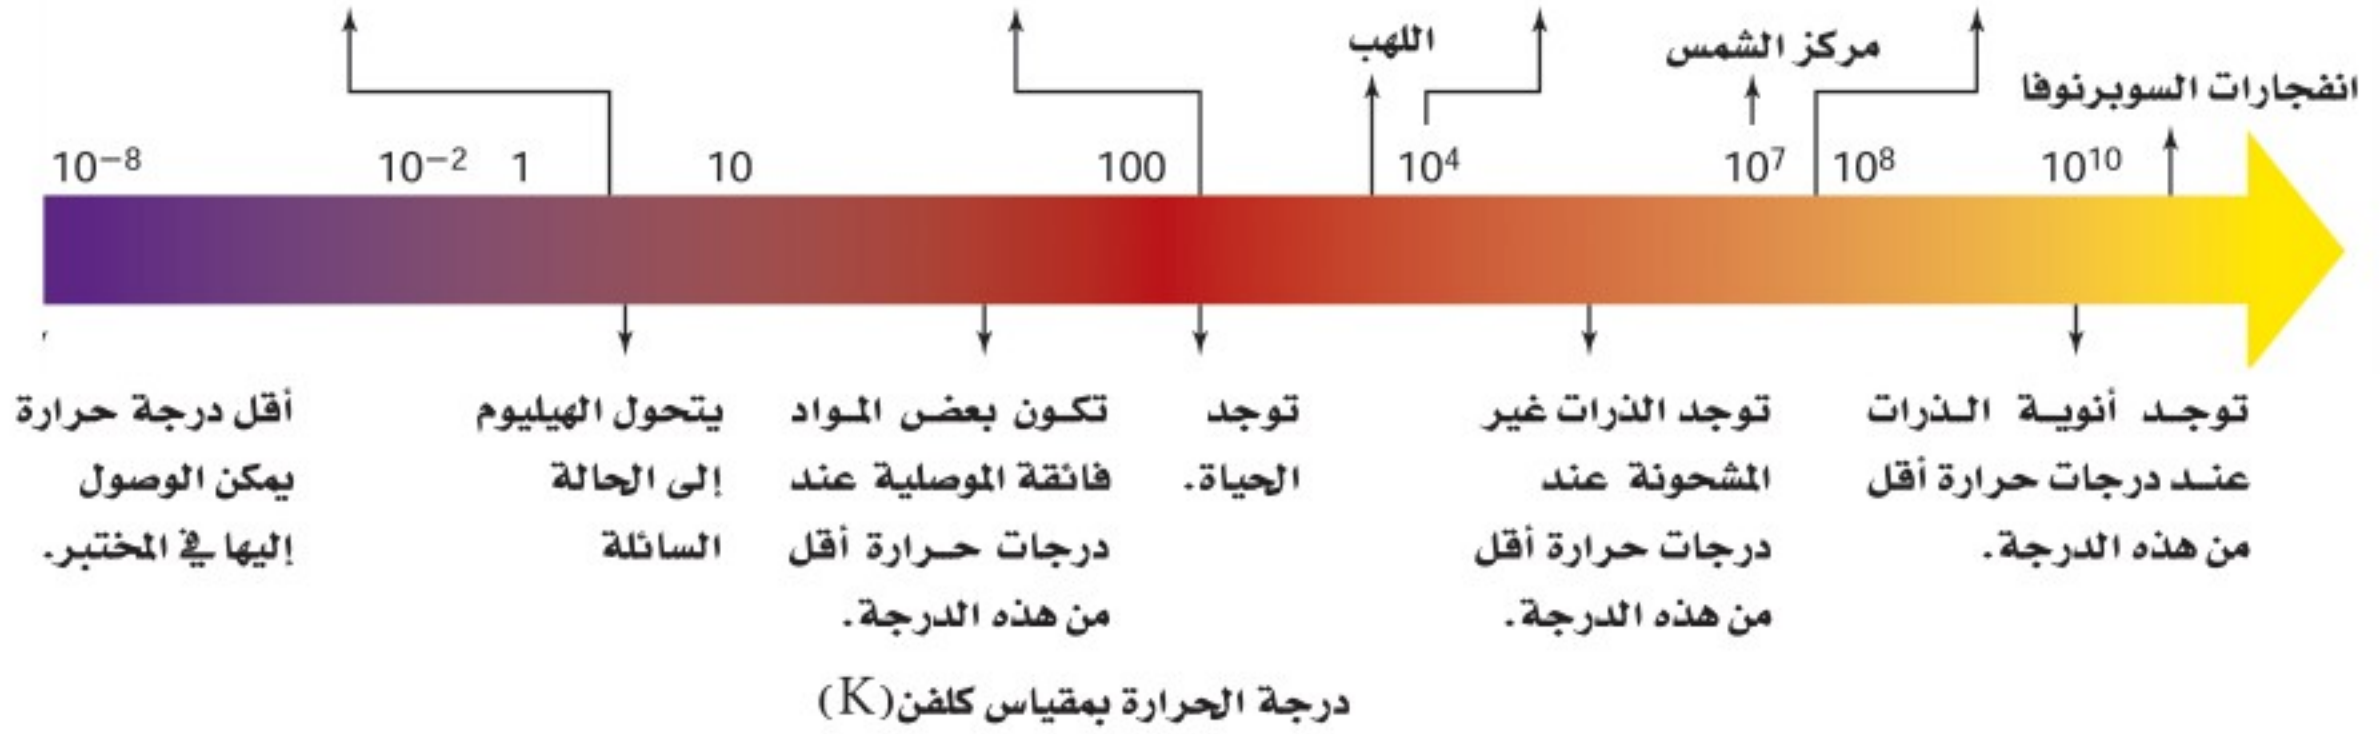 اللهب
مركز الشمس
انفجارات السوبرنوفا
10⁻⁸ 10⁻² 1 10 100 10⁴ 10⁷ 10⁸ 10¹⁰
أقل درجة حرارة
يمكن الوصول
إليها في المختبر.
يتحول الهيليوم
إلى الحالة
السائلة
تكون بعض المواد
فائقة الموصلية عند
درجات حرارة أقل
من هذه الدرجة.
توجد
الحياة.
توجد الذرات غير
المشحونة عند
درجات حرارة أقل
من هذه الدرجة.
توجد أنوية الذرات
عند درجات حرارة أقل
من هذه الدرجة.
درجة الحرارة بمقياس كلفن(K)